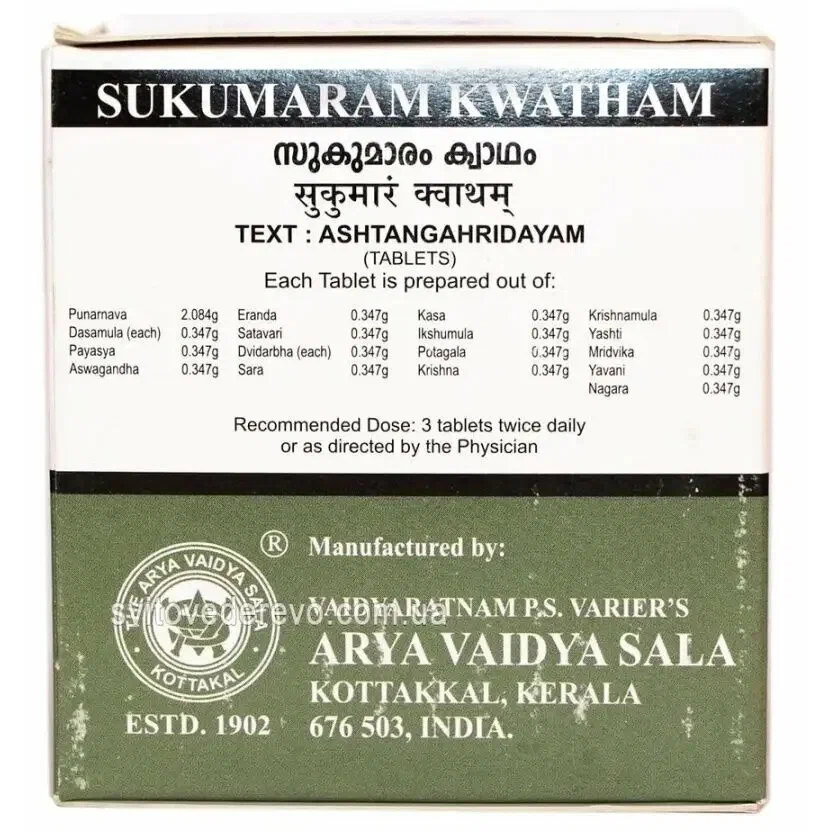 SUKUMARAM KWATHAM
സുകുമാരം ക്വാഥം
सुकुमारं क्वाथम्
TEXT : ASHTANGAHRIDAYAM
(TABLETS)
Each Tablet is prepared out of:
Punarnava 2.084g Eranda 0.347g Kasa 0.347g Krishnamula 0.347g
Dasamula (each) 0.347g Satavari 0.347g Ikshumula 0.347g Yashti 0.347g
Payasya 0.347g Dvidarbha (each) 0.347g Potagala 0.347g Mridvika 0.347g
Aswagandha 0.347g Sara 0.347g Krishna 0.347g Yavani 0.347g
Nagara 0.347g
Recommended Dose: 3 tablets twice daily
or as directed by the Physician
® Manufactured by:
THE ARYA VAIDYA SALA
KOTTAKAL
ESTD. 1902
svitovederevo.com.ua
VAIDYARATNAM P.S. VARIER'S
ARYA VAIDYA SALA
KOTTAKKAL, KERALA
676 503, INDIA.